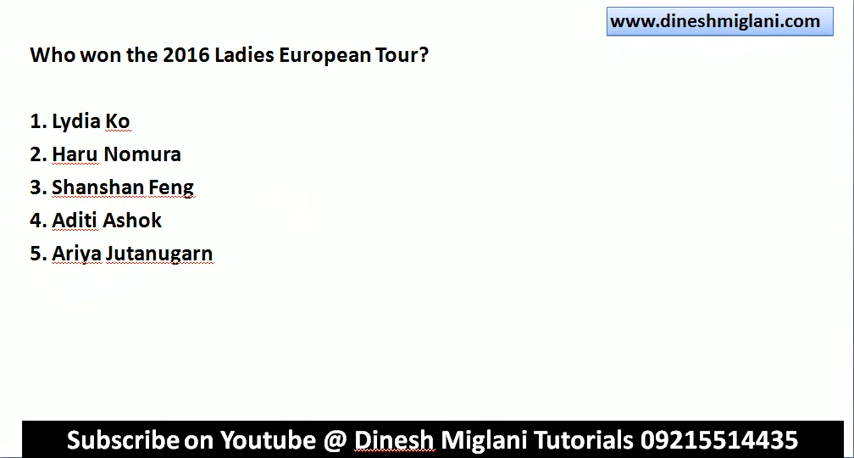 www.dineshmiglani.com
Who won the 2016 Ladies European Tour?
1. Lydia Ko
2. Haru Nomura
3. Shanshan Feng
4. Aditi Ashok
5. Ariya Jutanugarn
Subscribe on Youtube @ Dinesh Miglani Tutorials 09215514435